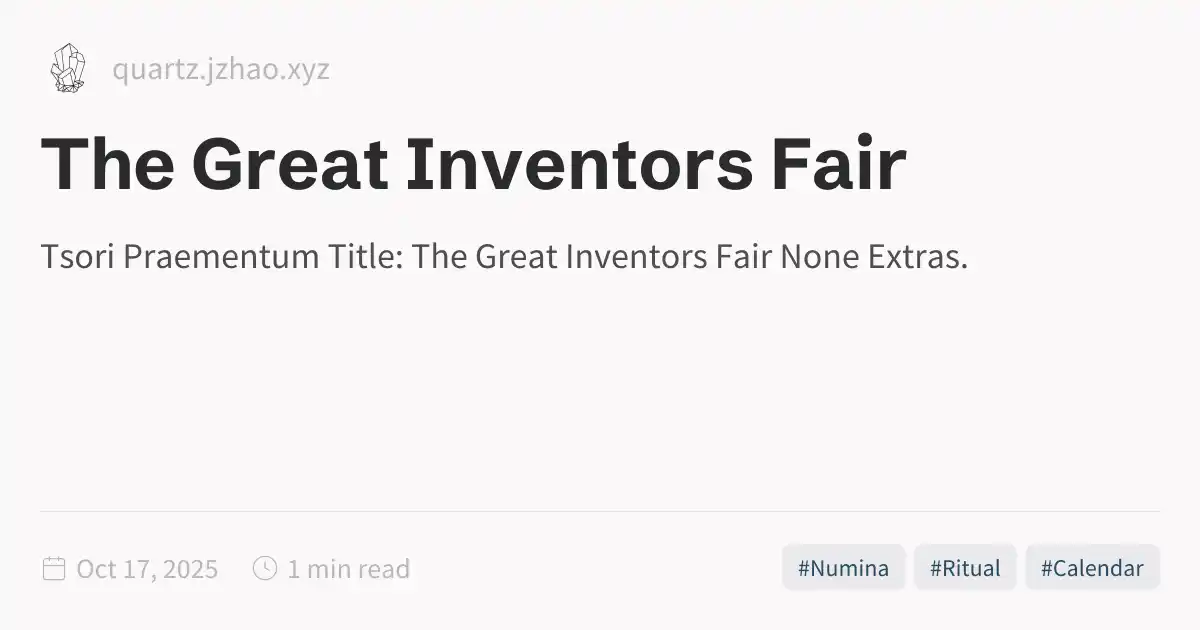 quartz.jzhao.xyz
The Great Inventors Fair
Tsori Praementum Title: The Great Inventors Fair None Extras.
Oct 17, 2025 1 min read #Numina #Ritual #Calendar